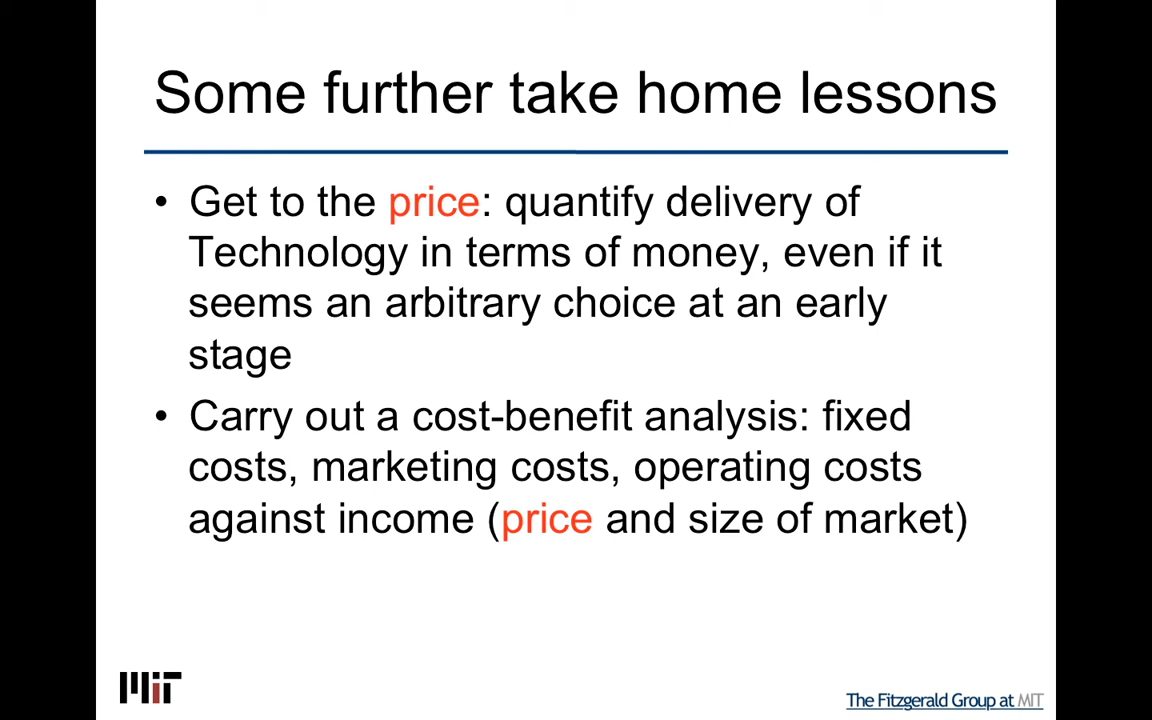 Some further take home lessons
• Get to the price: quantify delivery of
Technology in terms of money, even if it
seems an arbitrary choice at an early
stage
• Carry out a cost-benefit analysis: fixed
costs, marketing costs, operating costs
against income (price and size of market)
MiT
The Fitzgerald Group at MIT